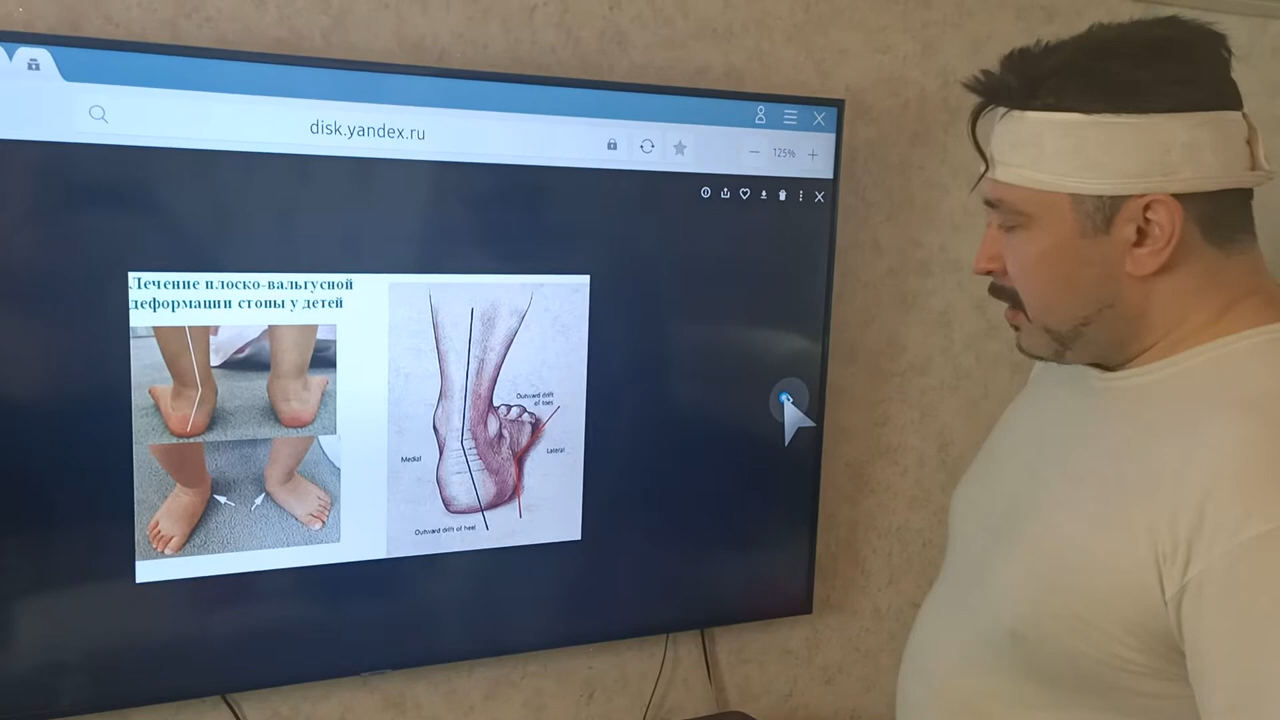 disk.yandex.ru
125%
Лечение плоско-вальгусной
деформации стопы у детей
Outward drift
of toes
Medial
Lateral
Outward drift of heel